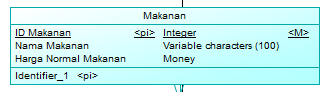 Makanan
ID Makanan <pi> Integer <M>
Nama Makanan Variable characters (100)
Harga Normal Makanan Money
Identifier_1 <pi>